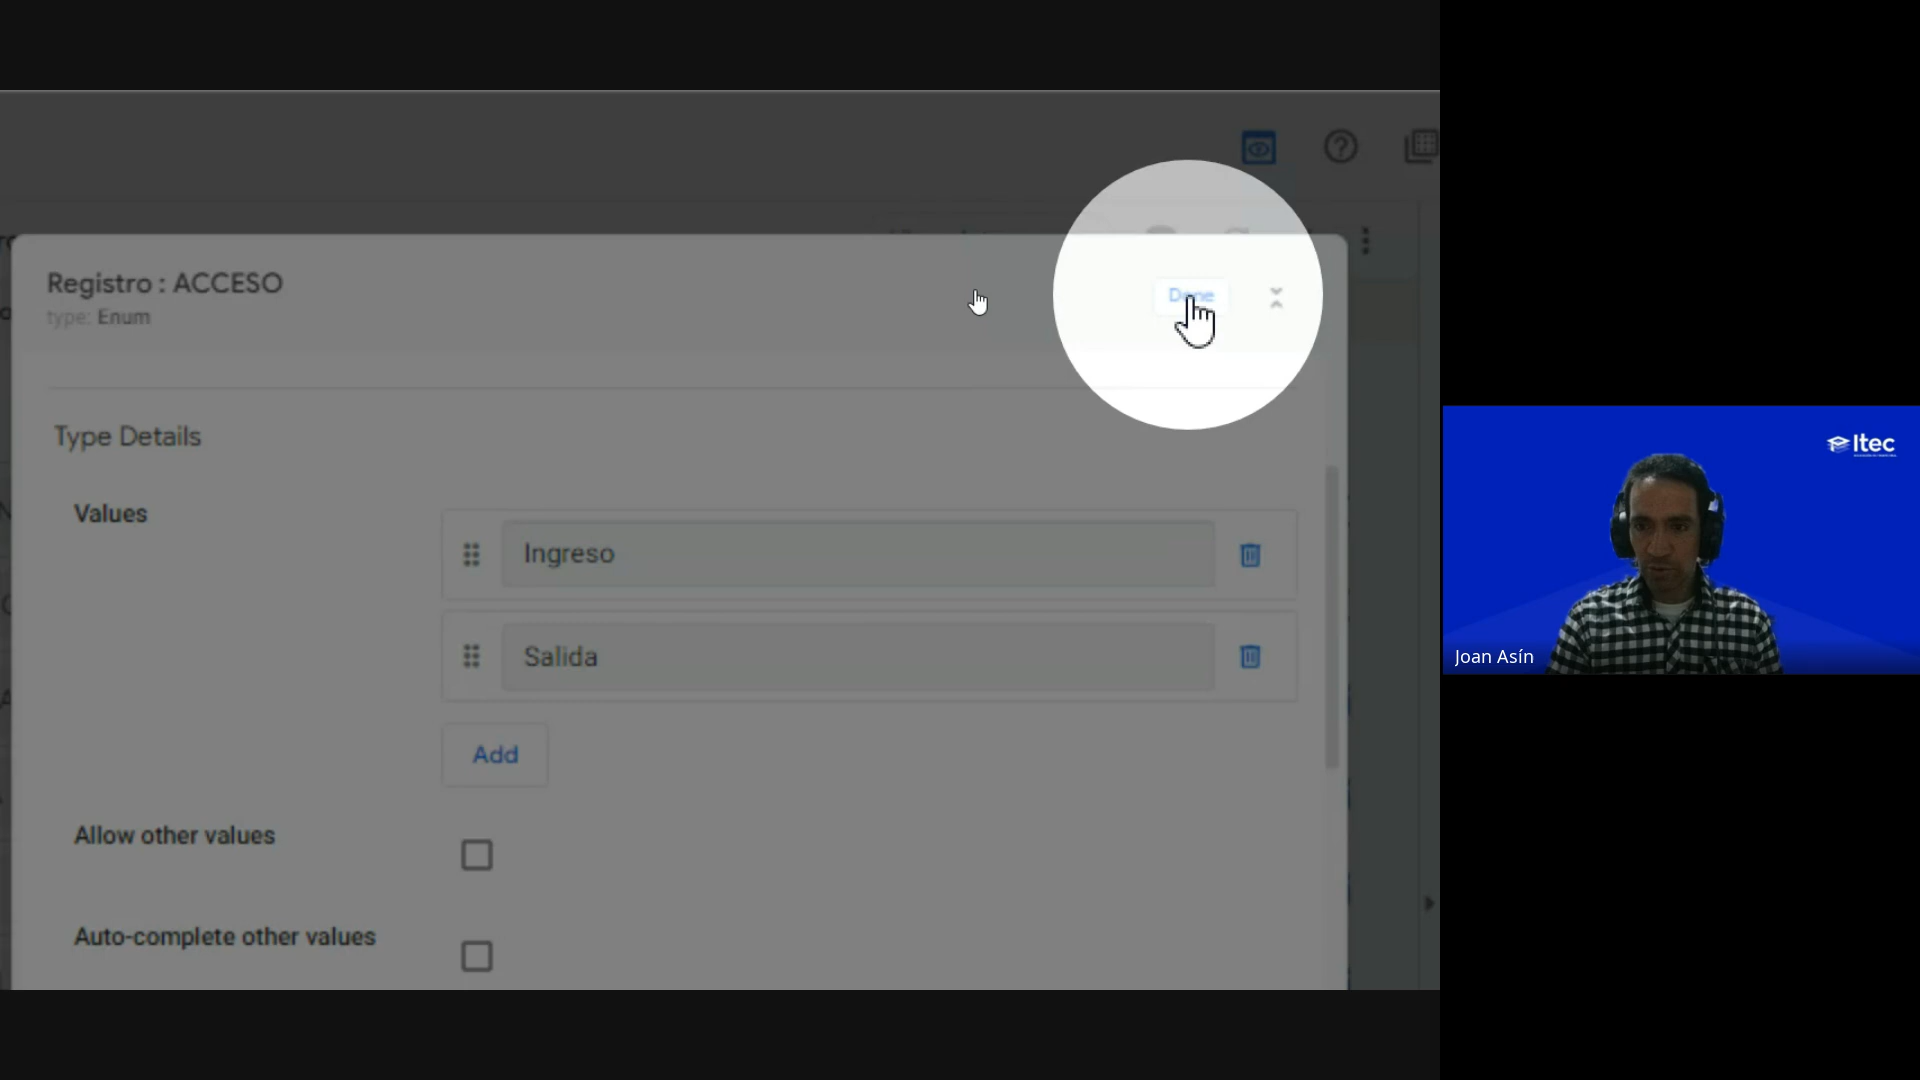 Registro : ACCESO
type: Enum
Done
Type Details
Values
Ingreso
Salida
Add
Allow other values
Auto-complete other values
Itec
Joan Asín